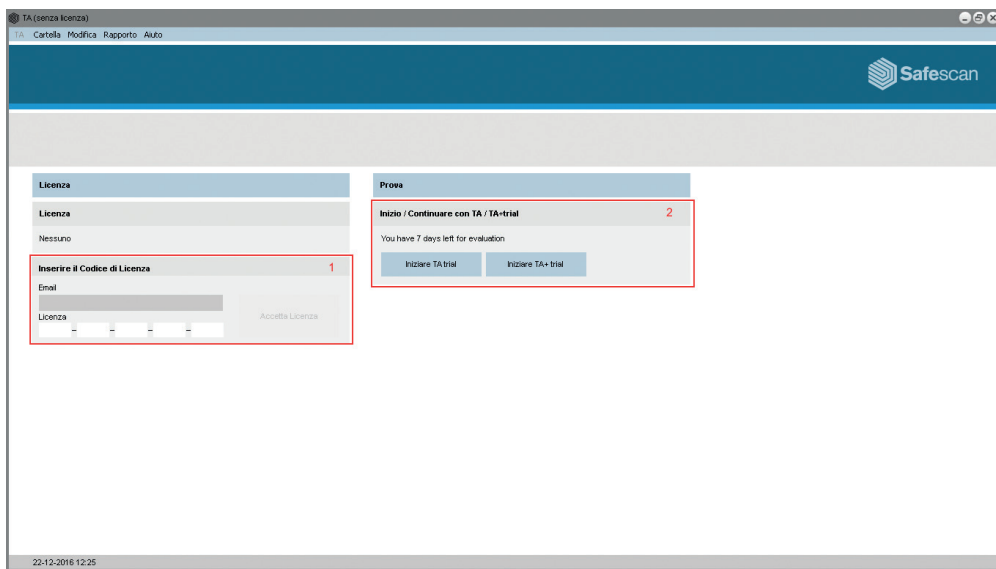 TA (senza licenza)
TA Cartella Modifica Rapporto Aiuto
Safescan
Licenza
Licenza
Nessuno
Inserire il Codice di Licenza 1
Email
Licenza
– – – –
Accetta Licenza
Prova
Inizio / Continuare con TA / TA+trial 2
You have 7 days left for evaluation
Iniziare TA trial Iniziare TA+ trial
22-12-2016 12:25